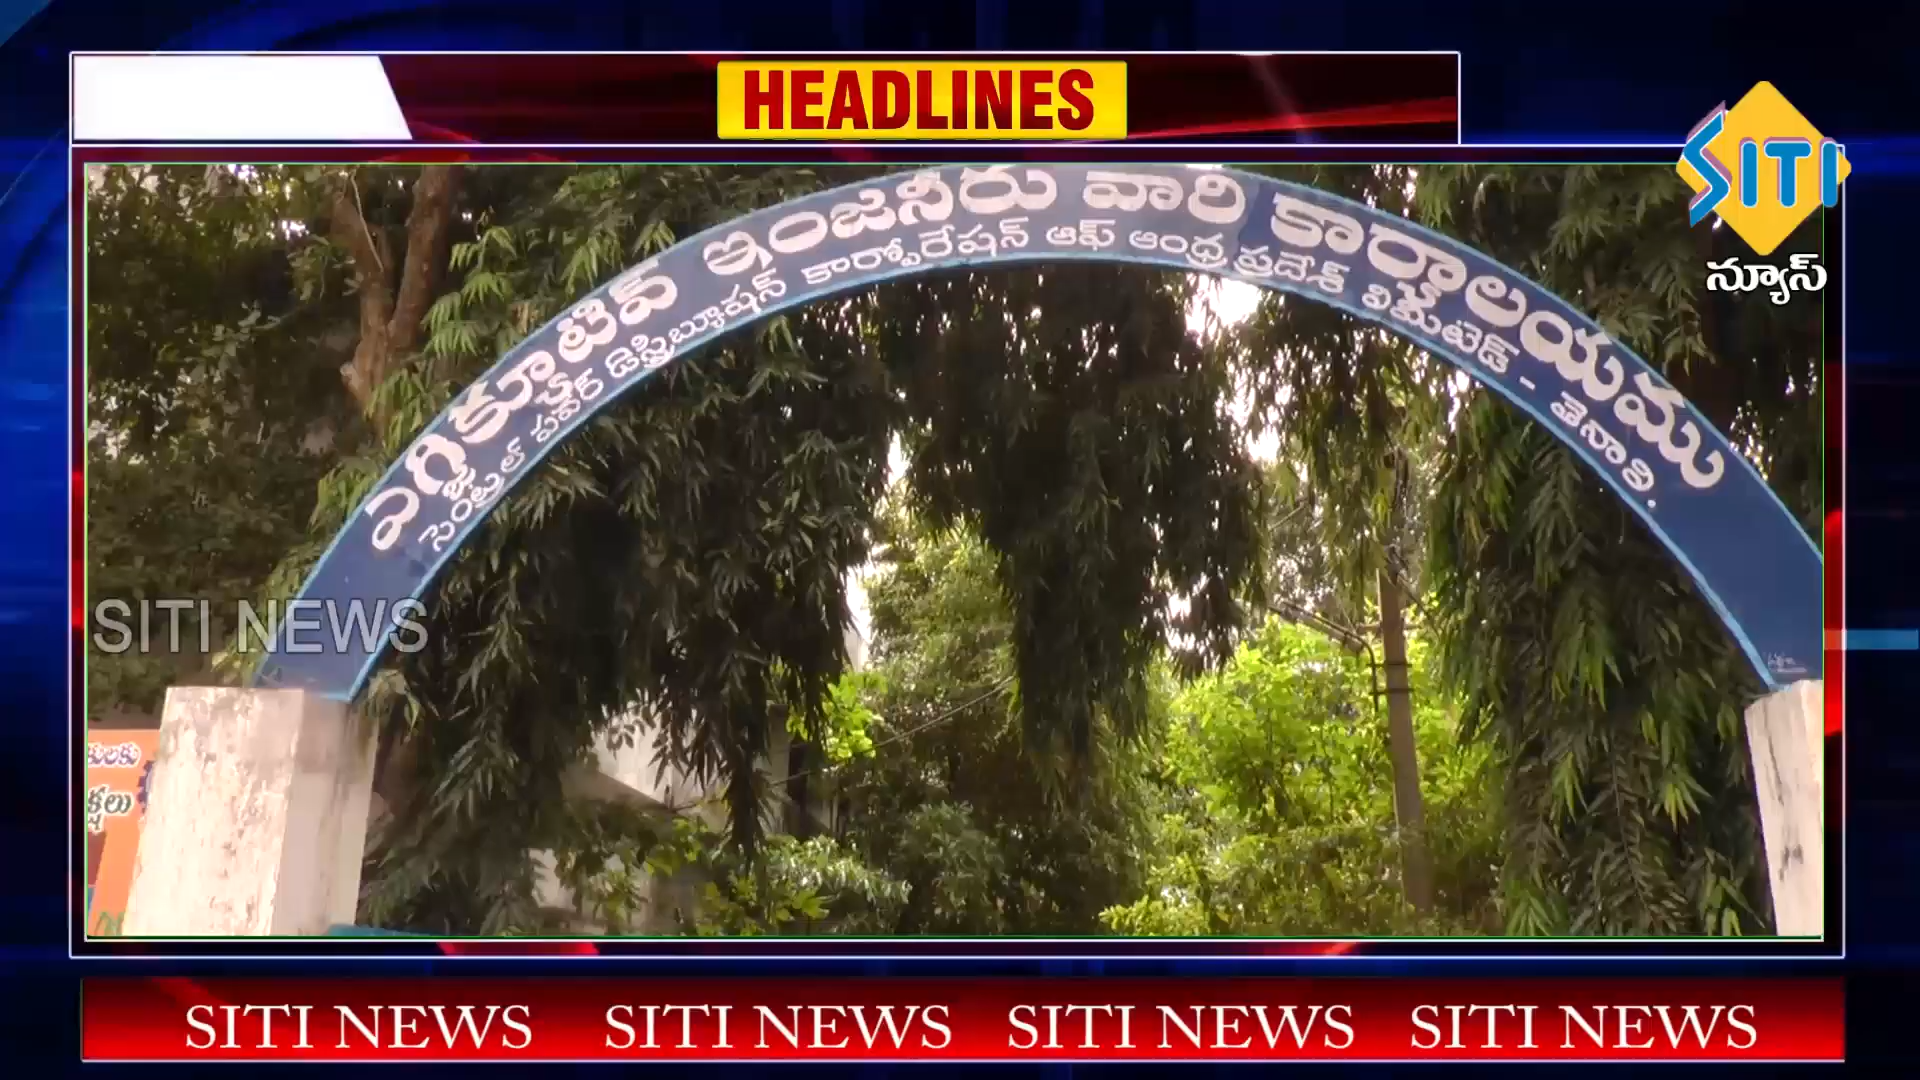 HEADLINES
SITI
న్యూస్
ఎగ్జిక్యూటివ్ ఇంజనీరు వారి కార్యాలయము
సెంట్రల్ పవర్ డిస్ట్రిబ్యూషన్ కార్పోరేషన్ ఆఫ్ ఆంధ్ర ప్రదేశ్ లిమిటెడ్ - తెనాలి.
SITI NEWS
SITI NEWS SITI NEWS SITI NEWS SITI NEWS